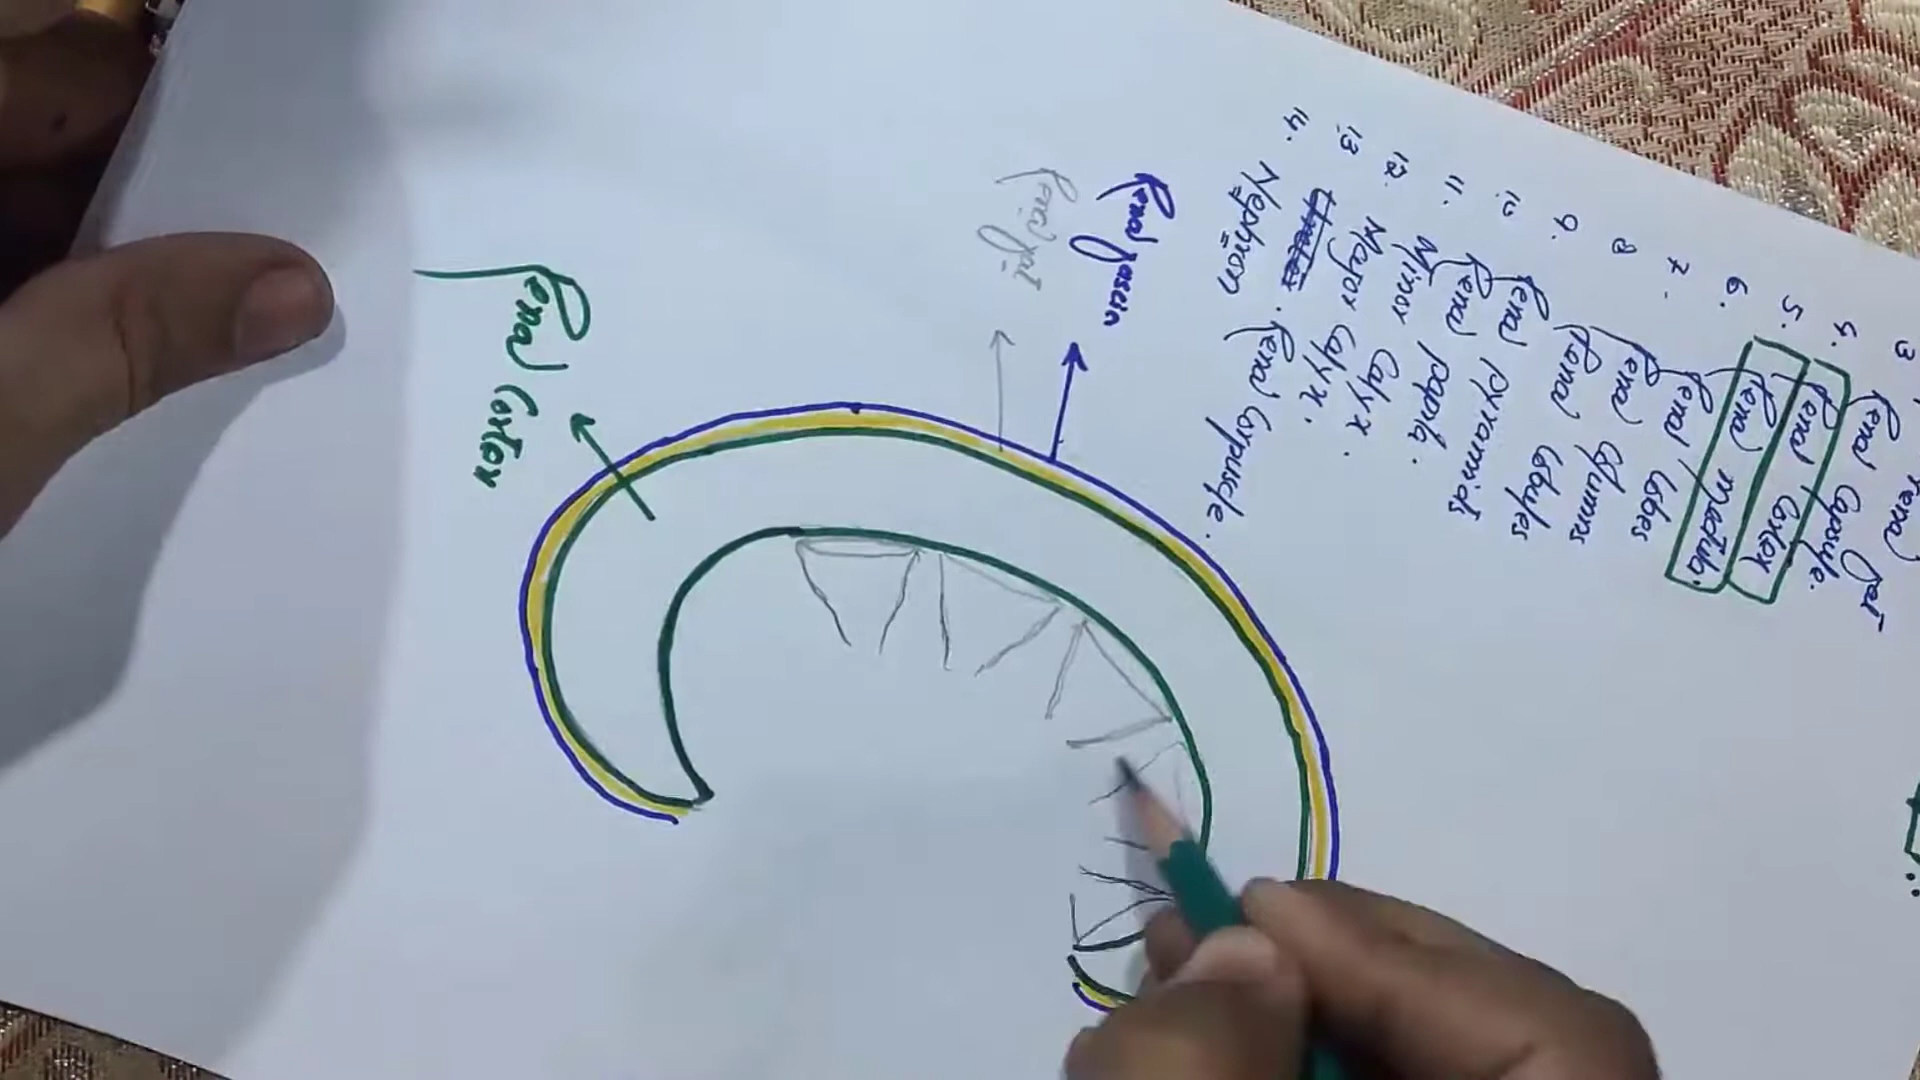 3 Renal fat
4. Renal Capsule.
5. Renal Cortex
6. Renal medulla.
7. Renal Lobes
8 Renal Columns
9. Renal Lobules
10. Renal pyramids
11. Renal papila.
12. Minor Calyx.
13 Major Calyx.
14. Nephron. Renal Corpuscle.
Renal fascia
Renal fat
Renal Cortex